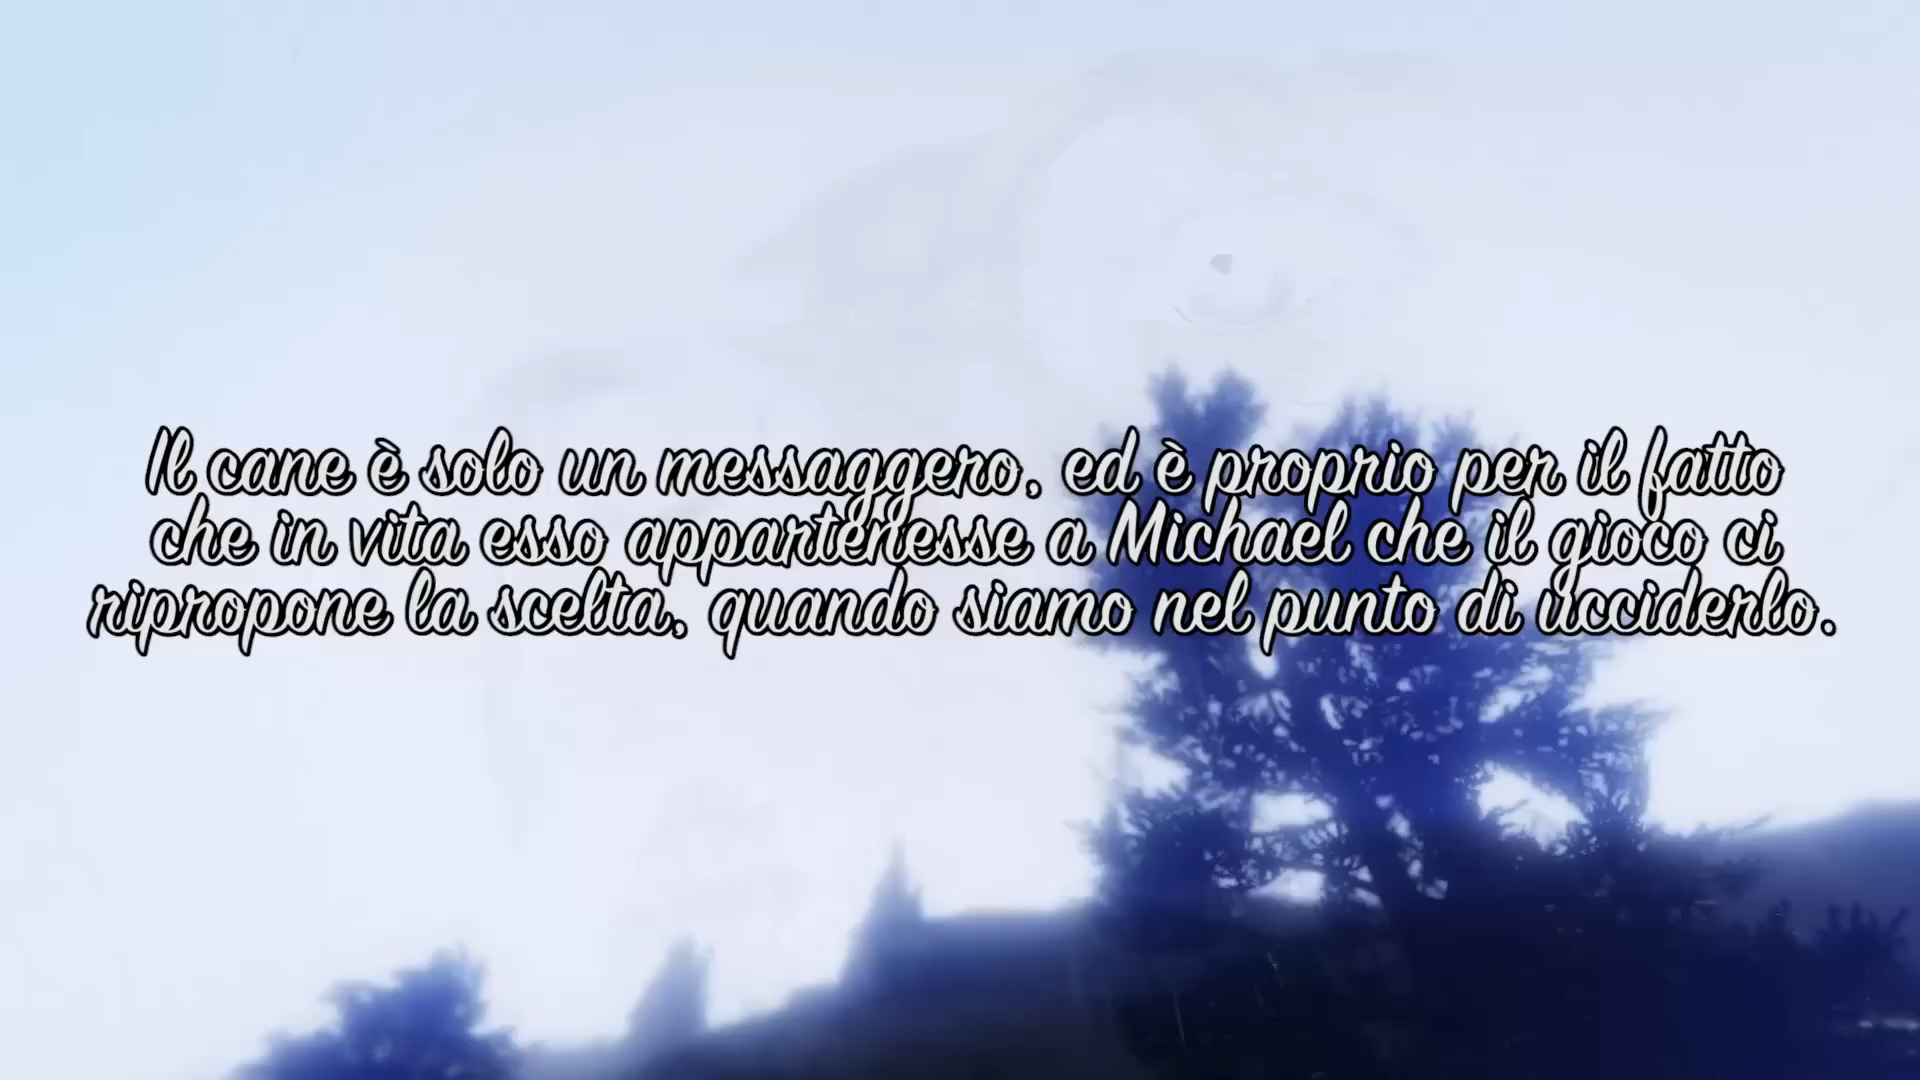 Il cane è solo un messaggero, ed è proprio per il fatto
che in vita esso appartenesse a Michael che il gioco ci
ripropone la scelta, quando siamo nel punto di ucciderlo.